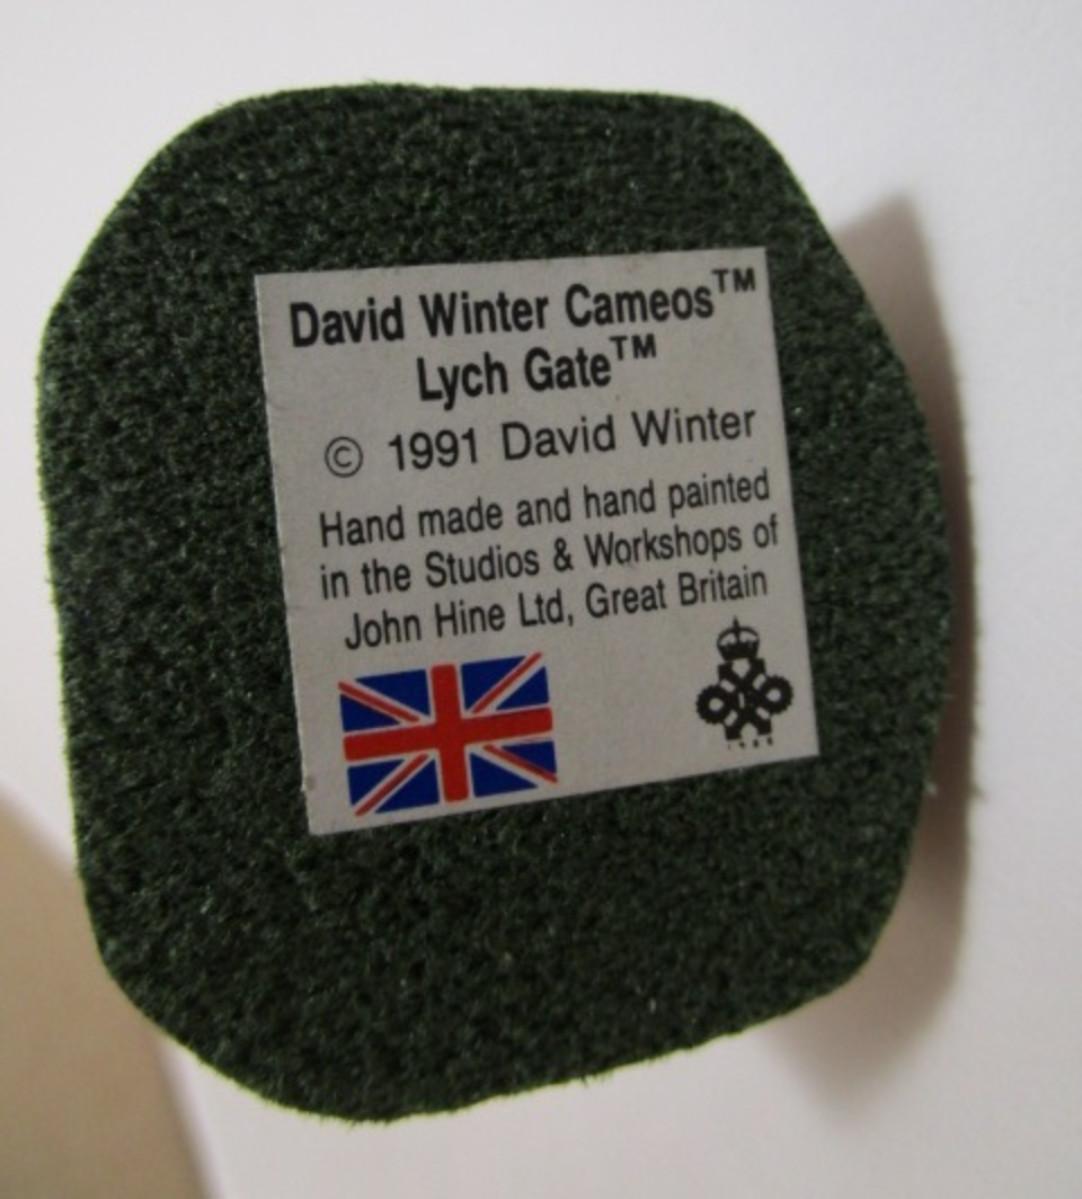 David Winter Cameos™
Lych Gate™
© 1991 David Winter
Hand made and hand painted
in the Studios & Workshops of
John Hine Ltd, Great Britain